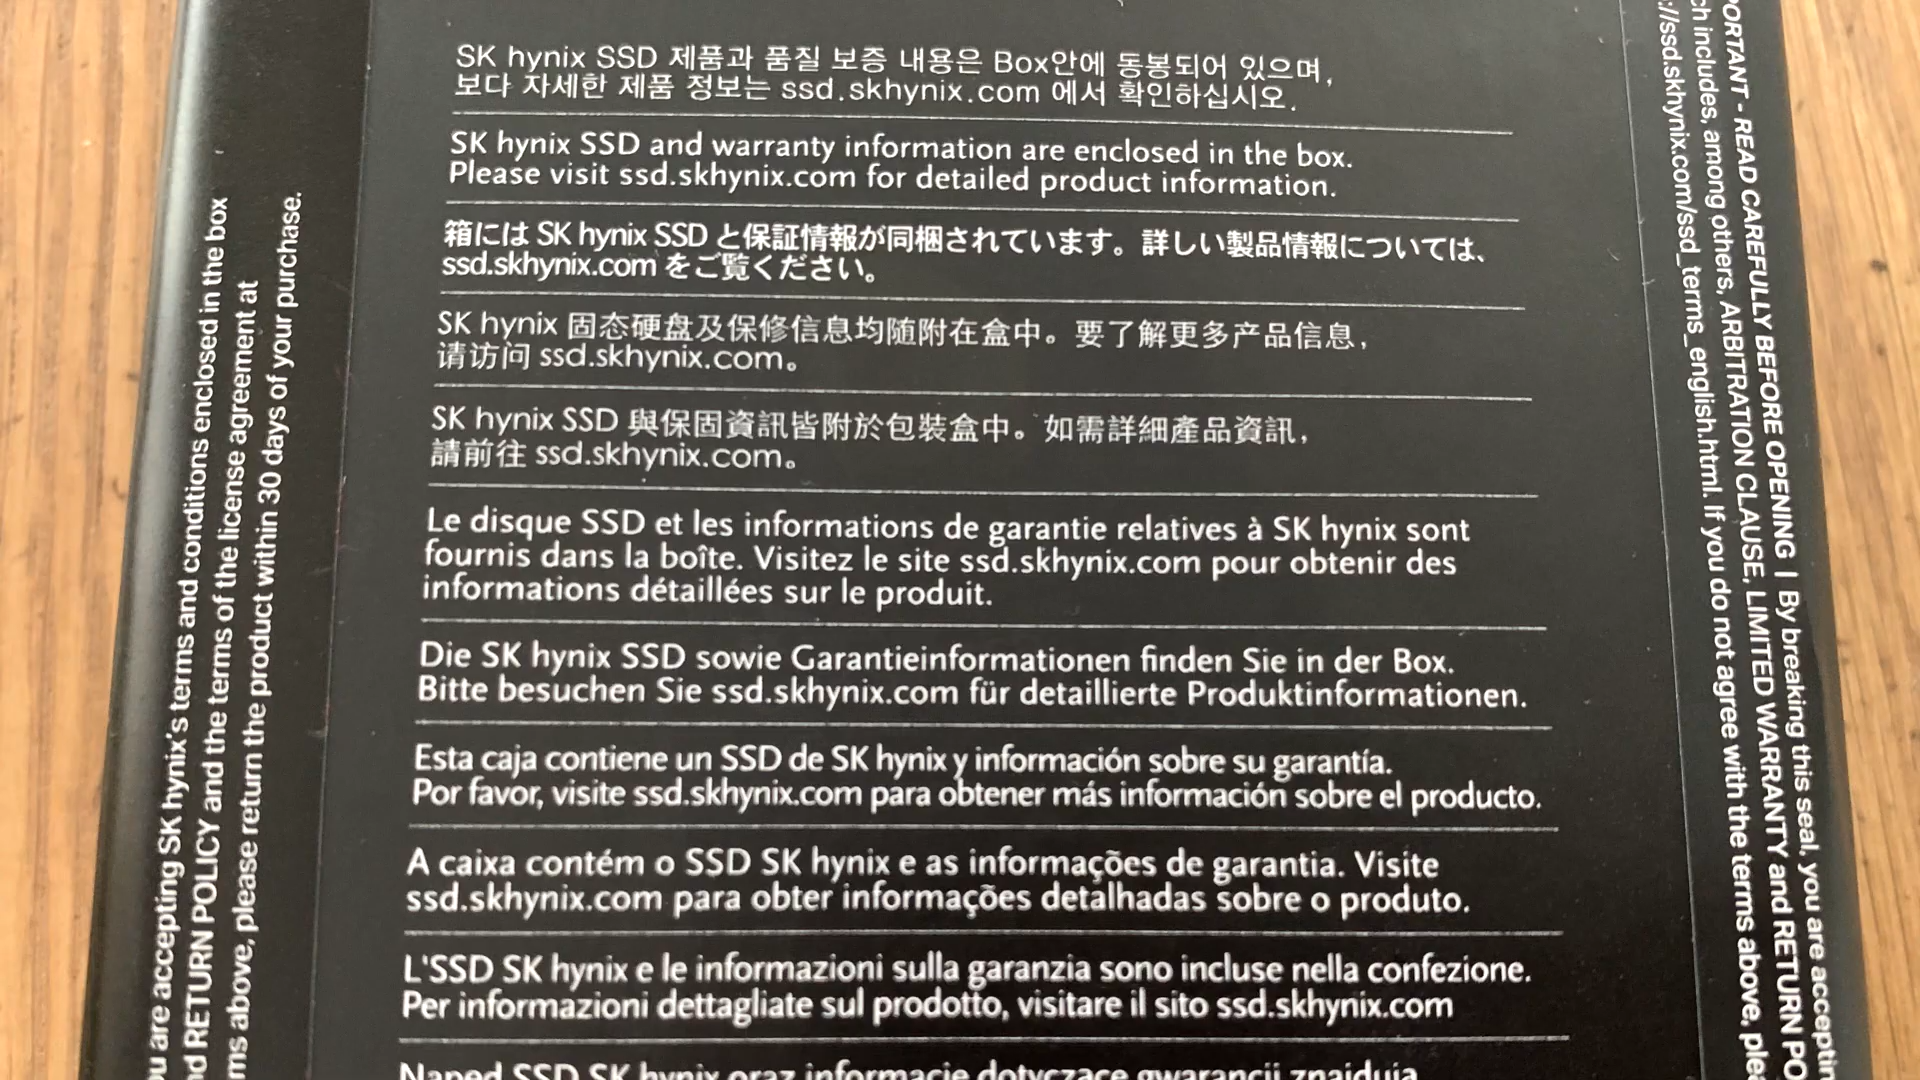 SK hynix SSD 제품과 품질 보증 내용은 Box안에 동봉되어 있으며,
보다 자세한 제품 정보는 ssd.skhynix.com 에서 확인하십시오.
SK hynix SSD and warranty information are enclosed in the box.
Please visit ssd.skhynix.com for detailed product information.
箱には SK hynix SSD と保証情報が同梱されています。詳しい製品情報については、
ssd.skhynix.com をご覧ください。
SK hynix 固态硬盘及保修信息均随附在盒中。要了解更多产品信息,
请访问 ssd.skhynix.com。
SK hynix SSD 與保固資訊皆附於包裝盒中。如需詳細產品資訊,
請前往 ssd.skhynix.com。
Le disque SSD et les informations de garantie relatives à SK hynix sont
fournis dans la boîte. Visitez le site ssd.skhynix.com pour obtenir des
informations détaillées sur le produit.
Die SK hynix SSD sowie Garantieinformationen finden Sie in der Box.
Bitte besuchen Sie ssd.skhynix.com für detaillierte Produktinformationen.
Esta caja contiene un SSD de SK hynix y información sobre su garantía.
Por favor, visite ssd.skhynix.com para obtener más información sobre el producto.
A caixa contém o SSD SK hynix e as informações de garantia. Visite
ssd.skhynix.com para obter informações detalhadas sobre o produto.
L'SSD SK hynix e le informazioni sulla garanzia sono incluse nella confezione.
Per informazioni dettagliate sul prodotto, visitare il sito ssd.skhynix.com
Napęd SSD SK hynix oraz informacje dotyczące gwarancji znajdują
are accepting SK hynix's terms and conditions enclosed in the box
RETURN POLICY and the terms of the license agreement at
above, please return the product within 30 days of your purchase.
- READ CAREFULLY BEFORE OPENING | By breaking this seal, you are
includes, among others, ARBITRATION CLAUSE, LIMITED WARRANTY and RETURN
://ssd.skhynix.com/ssd_terms_english.html. If you do not agree with the terms above,